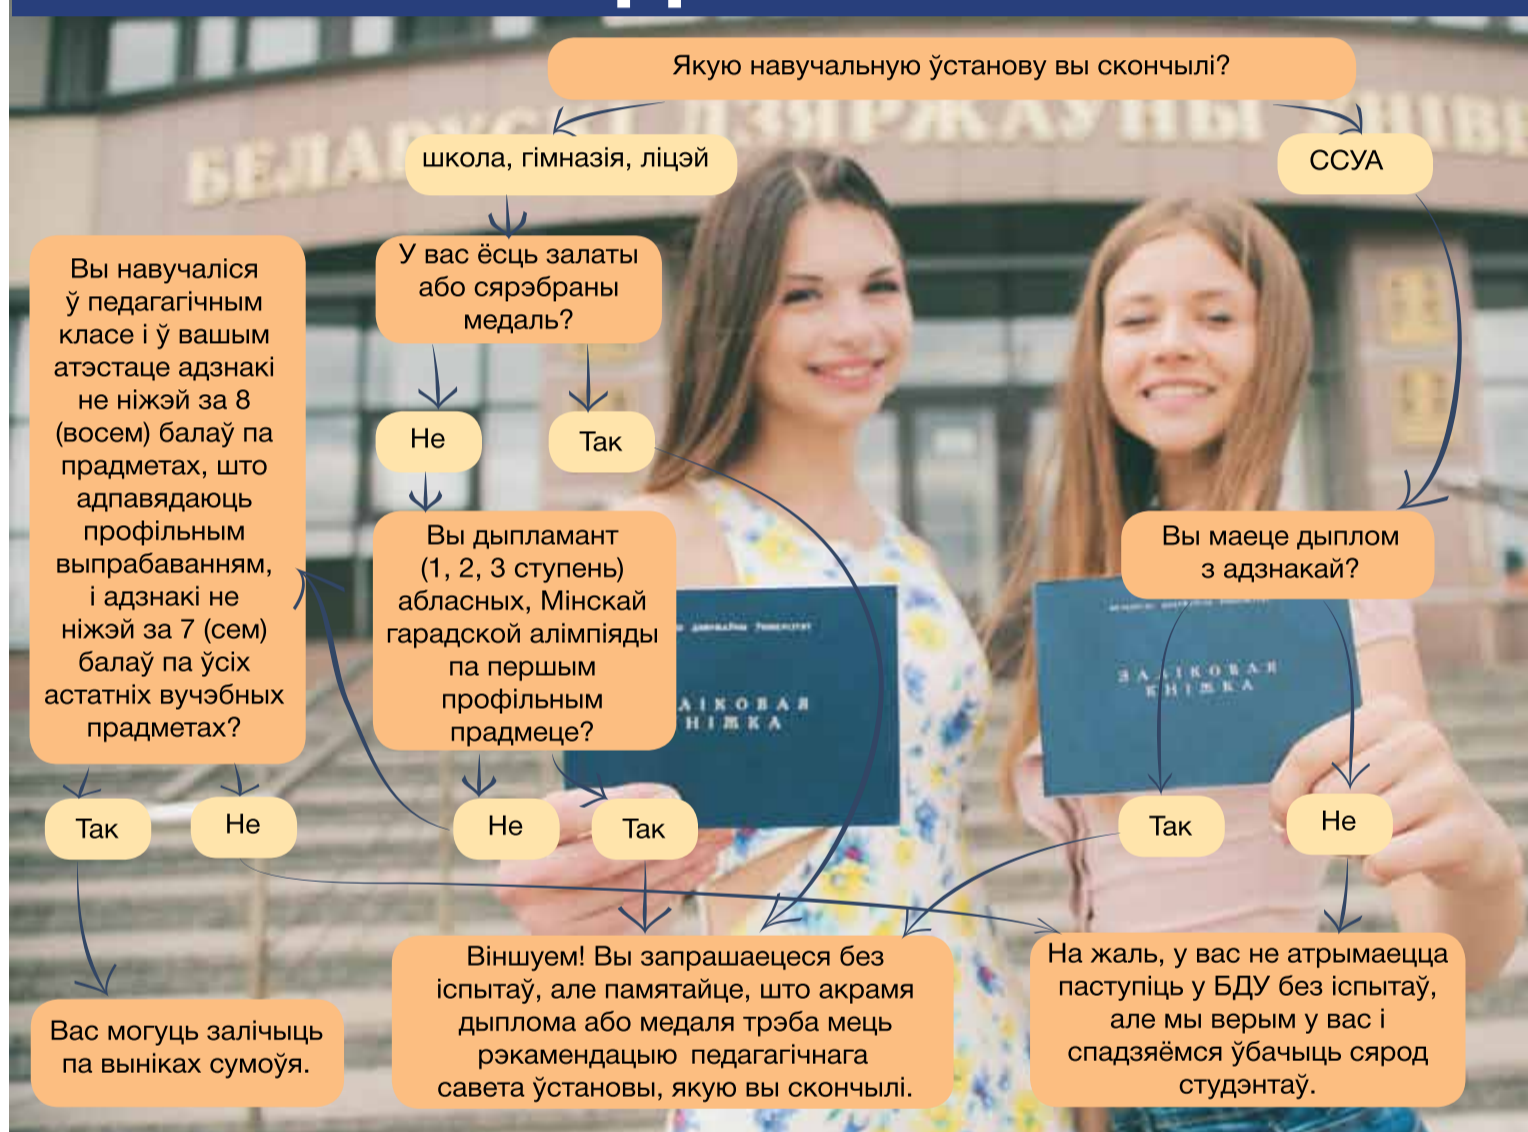 Якую навучальную ўстанову вы скончылі?
БЕЛАРУСКІ ДЗЯРЖАЎНЫ
школа, гімназія, ліцэй
ССУА
У вас ёсць залаты
або сярэбраны
медаль?
Не
Так
Вы навучаліся
ў педагагічным
класе і ў вашым
атэстаце адзнакі
не ніжэй за 8
(восем) балаў па
прадметах, што
адпавядаюць
профільным
выпрабаванням,
і адзнакі не
ніжэй за 7 (сем)
балаў па ўсіх
астатніх вучэбных
прадметах?
Вы дыпламант
(1, 2, 3 ступень)
абласных, Мінскай
гарадской алімпіяды
па першым
профільным
прадмеце?
Вы маеце дыплом
з адзнакай?
ЗАЛІКОВАЯ
КНІЖКА
Так
Не
Не
Так
Так
Не
Вас могуць залічыць
па выніках сумоўя.
Віншуем! Вы запрашаецеся без
іспытаў, але памятайце, што акрамя
дыплома або медаля трэба мець
рэкамендацыю педагагічнага
савета ўстановы, якую вы скончылі.
На жаль, у вас не атрымаецца
паступіць у БДУ без іспытаў,
але мы верым у вас і
спадзяёмся ўбачыць сярод
студэнтаў.